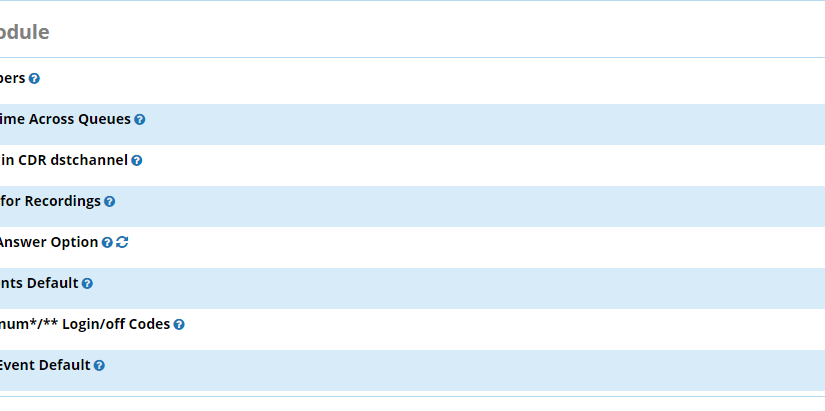 odule
bers
ime Across Queues
in CDR dstchannel
for Recordings
Answer Option
nts Default
num*/** Login/off Codes
Event Default